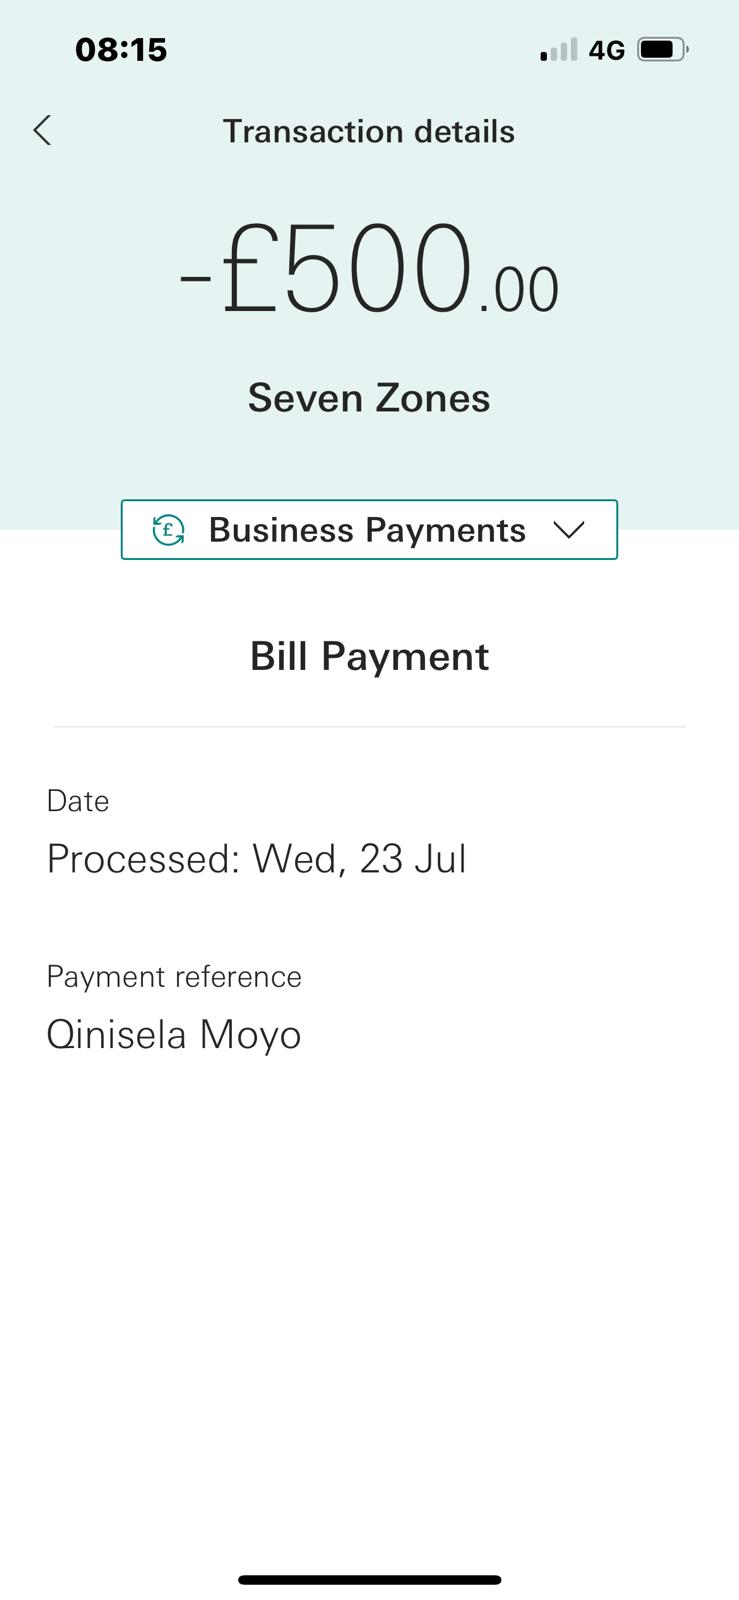 08:15 4G
Transaction details
-£500.00
Seven Zones
£ Business Payments
Bill Payment
Date
Processed: Wed, 23 Jul
Payment reference
Qinisela Moyo